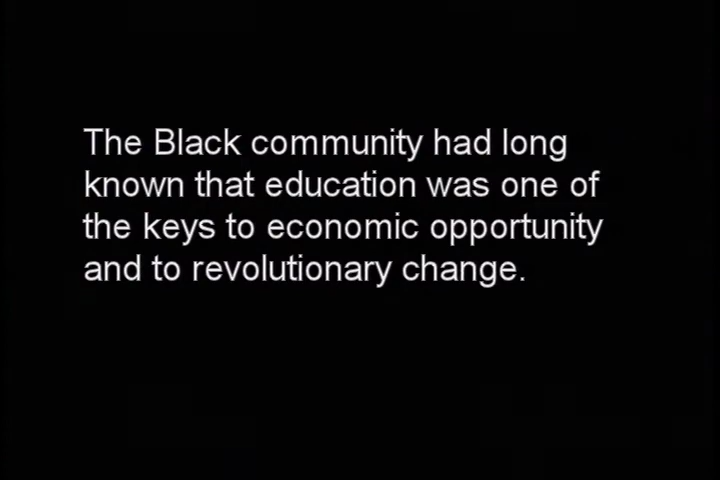 The Black community had long
known that education was one of
the keys to economic opportunity
and to revolutionary change.